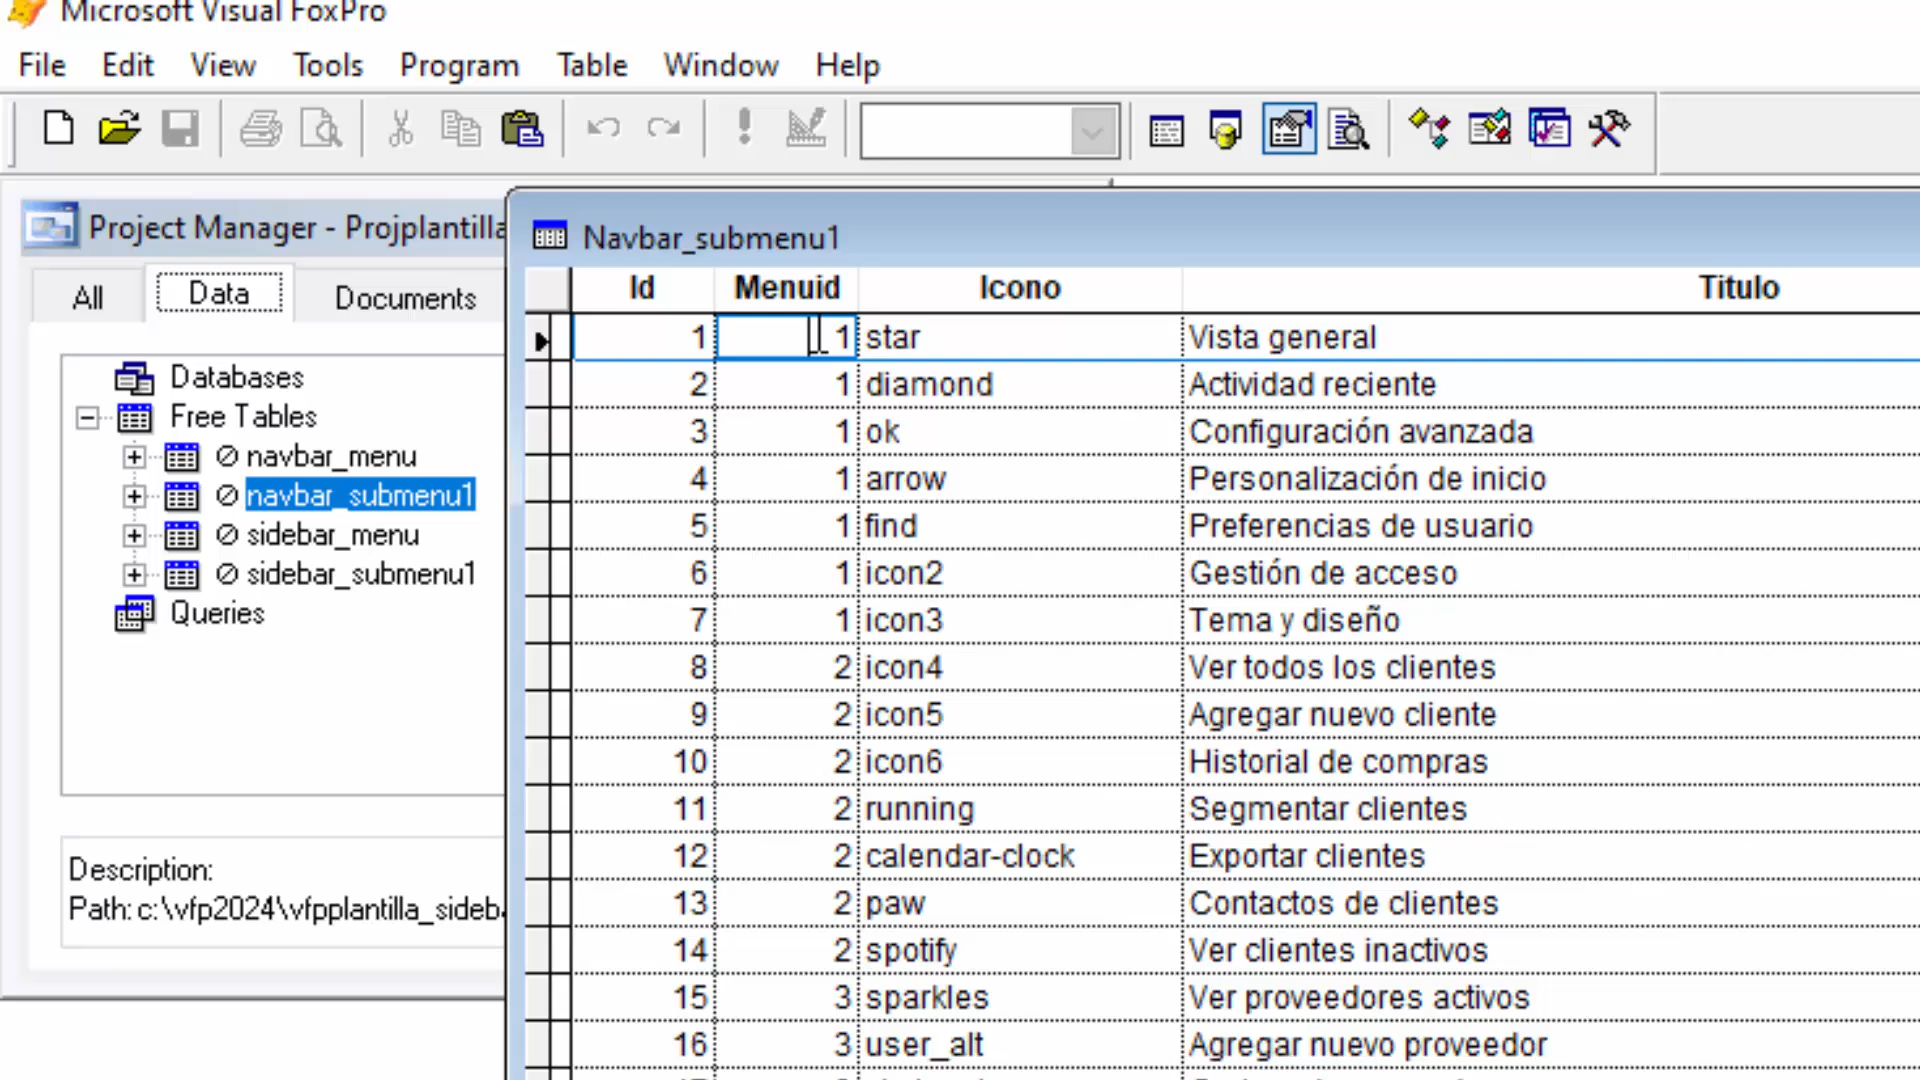 Microsoft Visual FoxPro
File Edit View Tools Program Table Window Help
Project Manager - Projplantilla
All Data Documents
Databases
Free Tables
navbar_menu
navbar_submenu1
sidebar_menu
sidebar_submenu1
Queries
Description:
Path: c:\vfp2024\vfpplantilla_sideba
Navbar_submenu1
Id Menuid Icono Titulo
1 1 star Vista general
2 1 diamond Actividad reciente
3 1 ok Configuración avanzada
4 1 arrow Personalización de inicio
5 1 find Preferencias de usuario
6 1 icon2 Gestión de acceso
7 1 icon3 Tema y diseño
8 2 icon4 Ver todos los clientes
9 2 icon5 Agregar nuevo cliente
10 2 icon6 Historial de compras
11 2 running Segmentar clientes
12 2 calendar-clock Exportar clientes
13 2 paw Contactos de clientes
14 2 spotify Ver clientes inactivos
15 3 sparkles Ver proveedores activos
16 3 user_alt Agregar nuevo proveedor